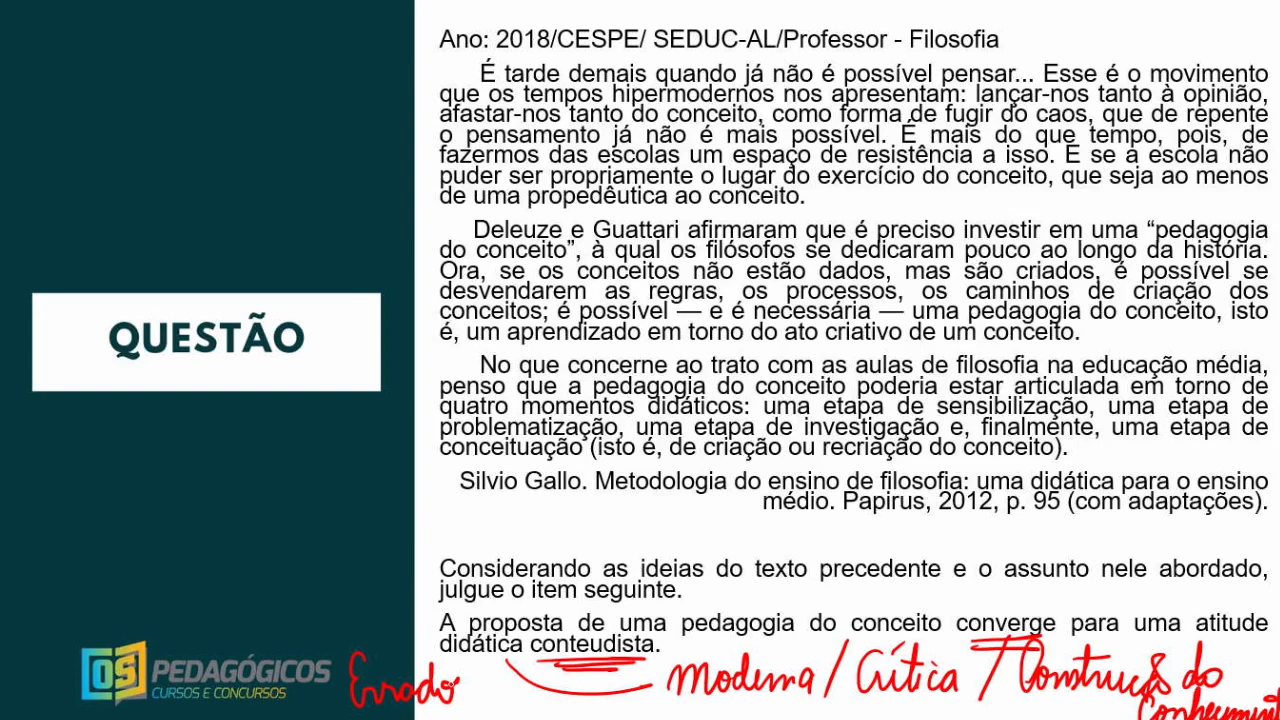 Ano: 2018/CESPE/ SEDUC-AL/Professor - Filosofia
É tarde demais quando já não é possível pensar... Esse é o movimento
que os tempos hipermodernos nos apresentam: lançar-nos tanto à opinião,
afastar-nos tanto do conceito, como forma de fugir do caos, que de repente
o pensamento já não é mais possível. É mais do que tempo, pois, de
fazermos das escolas um espaço de resistência a isso. E se a escola não
puder ser propriamente o lugar do exercício do conceito, que seja ao menos
de uma propedêutica ao conceito.
Deleuze e Guattari afirmaram que é preciso investir em uma “pedagogia
do conceito”, à qual os filósofos se dedicaram pouco ao longo da história.
Ora, se os conceitos não estão dados, mas são criados, é possível se
desvendarem as regras, os processos, os caminhos de criação dos
conceitos; é possível — e é necessária — uma pedagogia do conceito, isto
é, um aprendizado em torno do ato criativo de um conceito.
No que concerne ao trato com as aulas de filosofia na educação média,
penso que a pedagogia do conceito poderia estar articulada em torno de
quatro momentos didáticos: uma etapa de sensibilização, uma etapa de
problematização, uma etapa de investigação e, finalmente, uma etapa de
conceituação (isto é, de criação ou recriação do conceito).
Silvio Gallo. Metodologia do ensino de filosofia: uma didática para o ensino
médio. Papirus, 2012, p. 95 (com adaptações).
Considerando as ideias do texto precedente e o assunto nele abordado,
julgue o item seguinte.
A proposta de uma pedagogia do conceito converge para uma atitude
didática conteudista.
QUESTÃO
OS PEDAGÓGICOS
CURSOS E CONCURSOS
Errado
Moderna / Crítica / Construção do